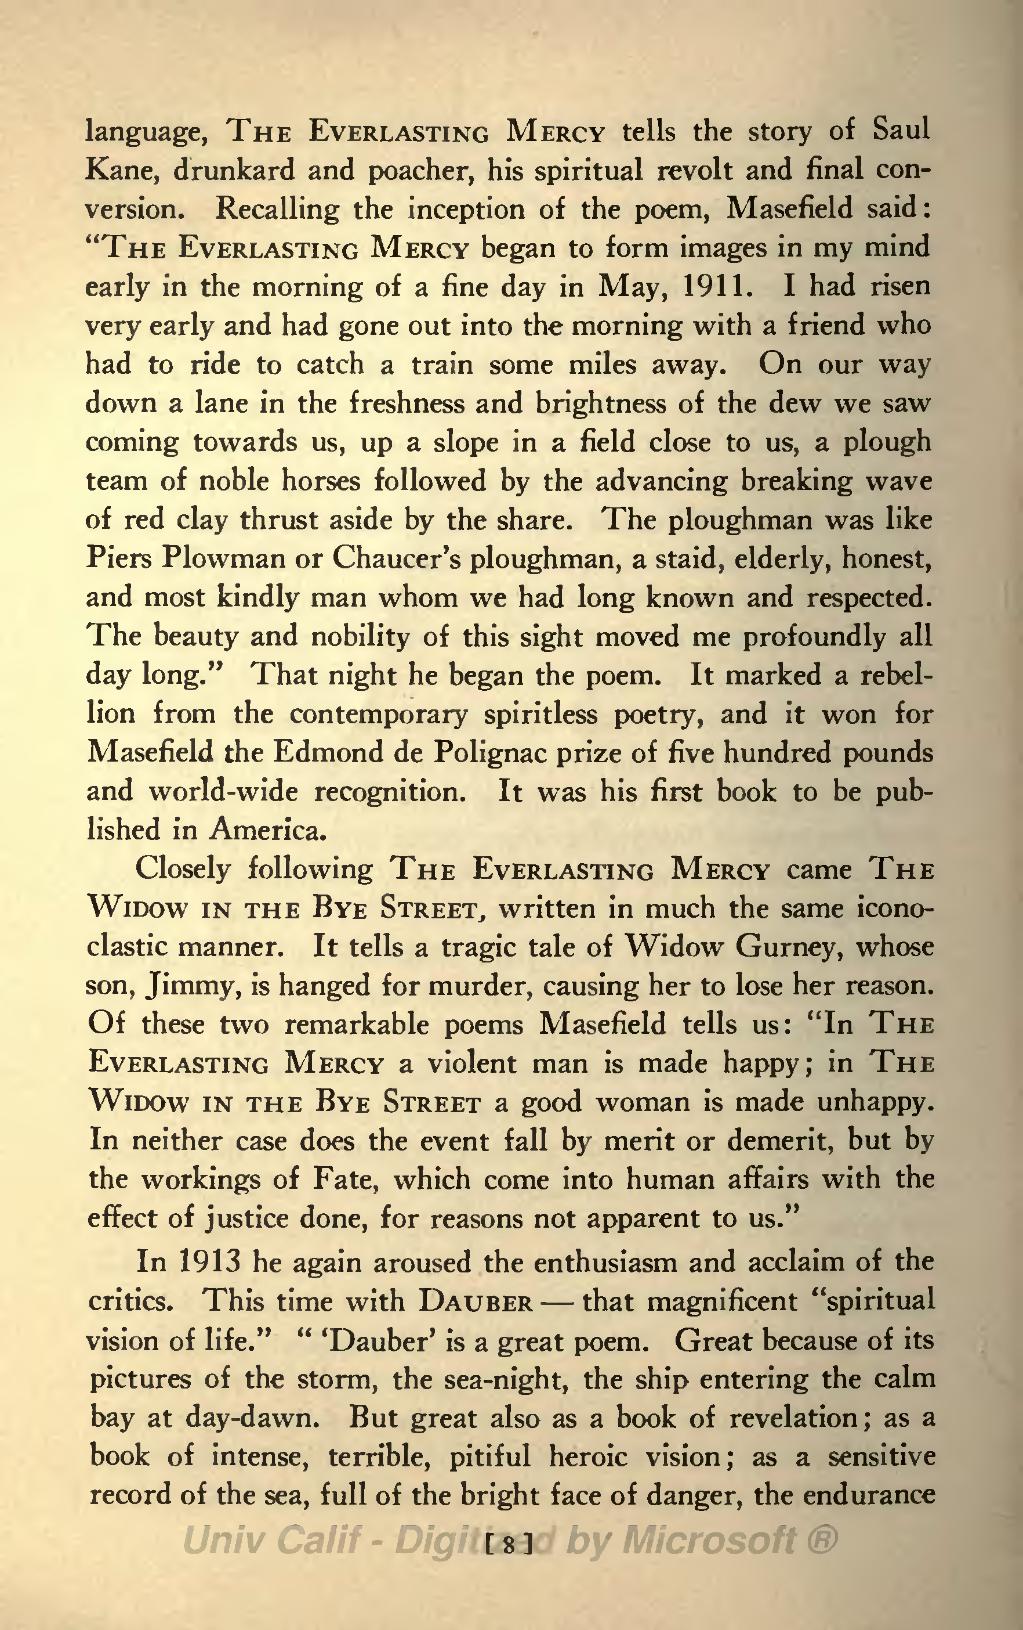 language, THE EVERLASTING MERCY tells the story of Saul
Kane, drunkard and poacher, his spiritual revolt and final con-
version. Recalling the inception of the poem, Masefield said:
“THE EVERLASTING MERCY began to form images in my mind
early in the morning of a fine day in May, 1911. I had risen
very early and had gone out into the morning with a friend who
had to ride to catch a train some miles away. On our way
down a lane in the freshness and brightness of the dew we saw
coming towards us, up a slope in a field close to us, a plough
team of noble horses followed by the advancing breaking wave
of red clay thrust aside by the share. The ploughman was like
Piers Plowman or Chaucer’s ploughman, a staid, elderly, honest,
and most kindly man whom we had long known and respected.
The beauty and nobility of this sight moved me profoundly all
day long.” That night he began the poem. It marked a rebel-
lion from the contemporary spiritless poetry, and it won for
Masefield the Edmond de Polignac prize of five hundred pounds
and world-wide recognition. It was his first book to be pub-
lished in America.
Closely following THE EVERLASTING MERCY came THE
WIDOW IN THE BYE STREET, written in much the same icono-
clastic manner. It tells a tragic tale of Widow Gurney, whose
son, Jimmy, is hanged for murder, causing her to lose her reason.
Of these two remarkable poems Masefield tells us: “In THE
EVERLASTING MERCY a violent man is made happy; in THE
WIDOW IN THE BYE STREET a good woman is made unhappy.
In neither case does the event fall by merit or demerit, but by
the workings of Fate, which come into human affairs with the
effect of justice done, for reasons not apparent to us.”
In 1913 he again aroused the enthusiasm and acclaim of the
critics. This time with DAUBER — that magnificent “spiritual
vision of life.” “ ‘Dauber’ is a great poem. Great because of its
pictures of the storm, the sea-night, the ship entering the calm
bay at day-dawn. But great also as a book of revelation; as a
book of intense, terrible, pitiful heroic vision; as a sensitive
record of the sea, full of the bright face of danger, the endurance
Univ Calif - Digitized by Microsoft ®
[8]